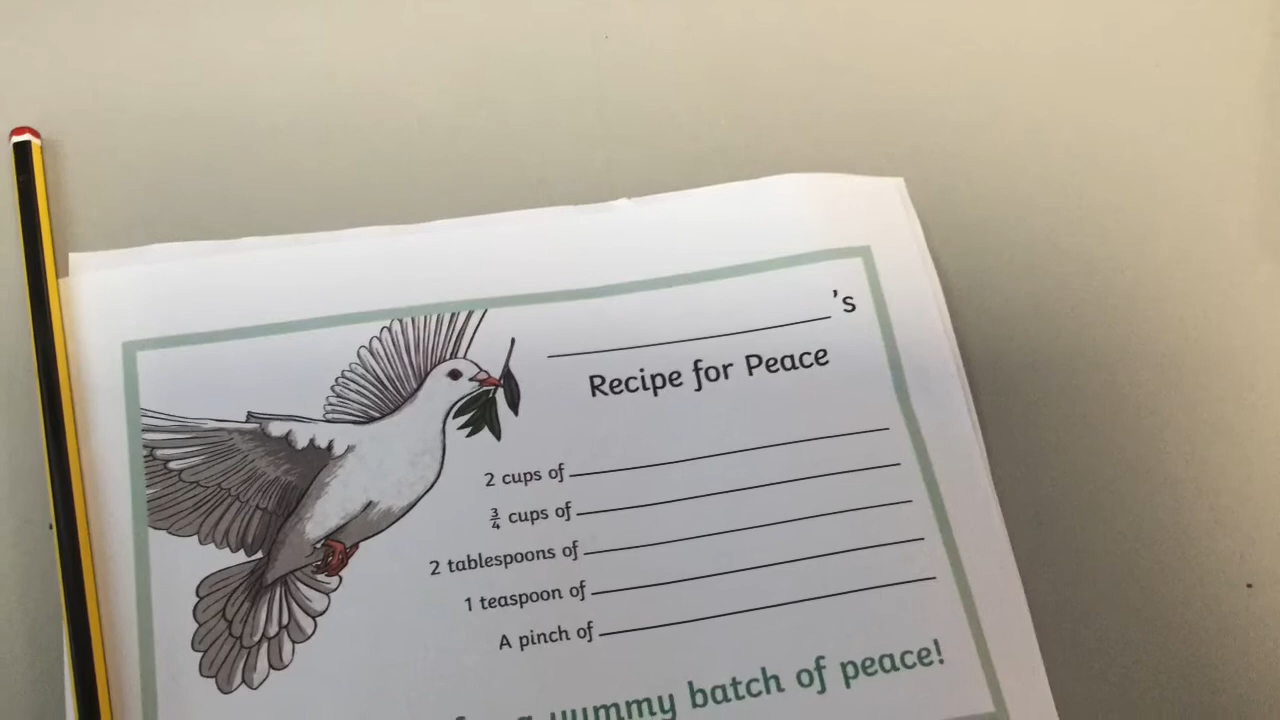 's
Recipe for Peace
2 cups of
¾ cups of
2 tablespoons of
1 teaspoon of
A pinch of
a yummy batch of peace!